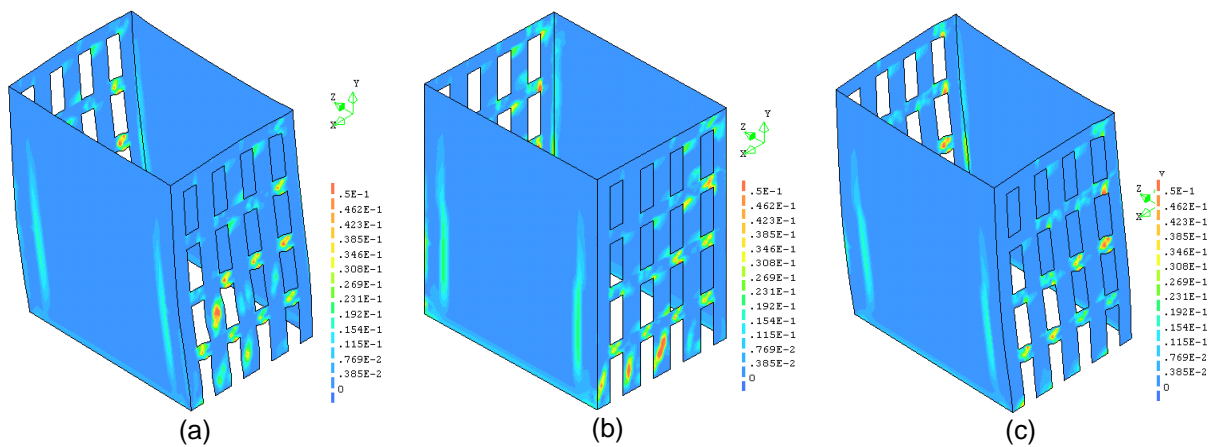 Y
Z
X
.5E-1
.462E-1
.423E-1
.385E-1
.346E-1
.308E-1
.269E-1
.231E-1
.192E-1
.154E-1
.115E-1
.769E-2
.385E-2
0
(a)
Y
Z
X
.5E-1
.462E-1
.423E-1
.385E-1
.346E-1
.308E-1
.269E-1
.231E-1
.192E-1
.154E-1
.115E-1
.769E-2
.385E-2
0
(b)
Y
Z
X
.5E-1
.462E-1
.423E-1
.385E-1
.346E-1
.308E-1
.269E-1
.231E-1
.192E-1
.154E-1
.115E-1
.769E-2
.385E-2
0
(c)